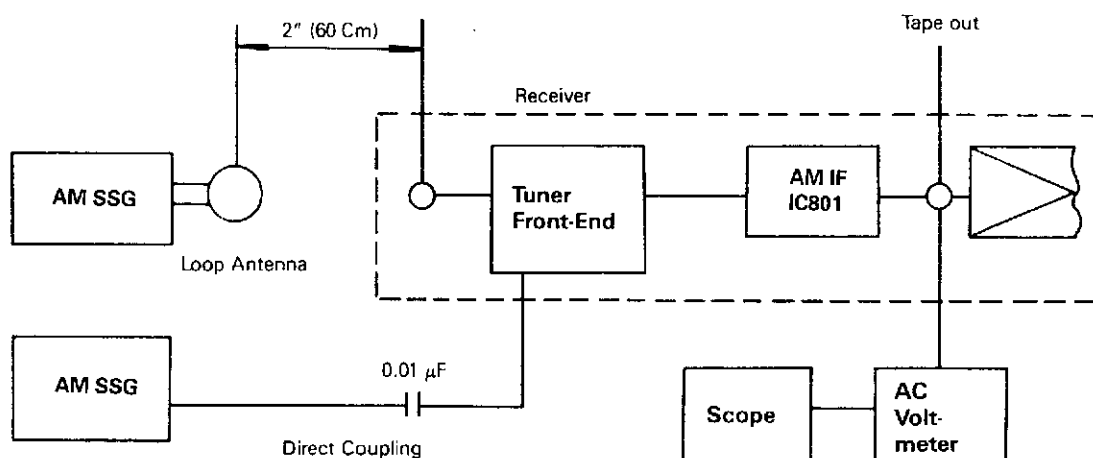 2" (60 Cm)
Tape out
Receiver
AM SSG
Loop Antenna
Tuner
Front-End
AM IF
IC801
AM SSG
0.01 μF
Direct Coupling
Scope
AC
Volt-
meter